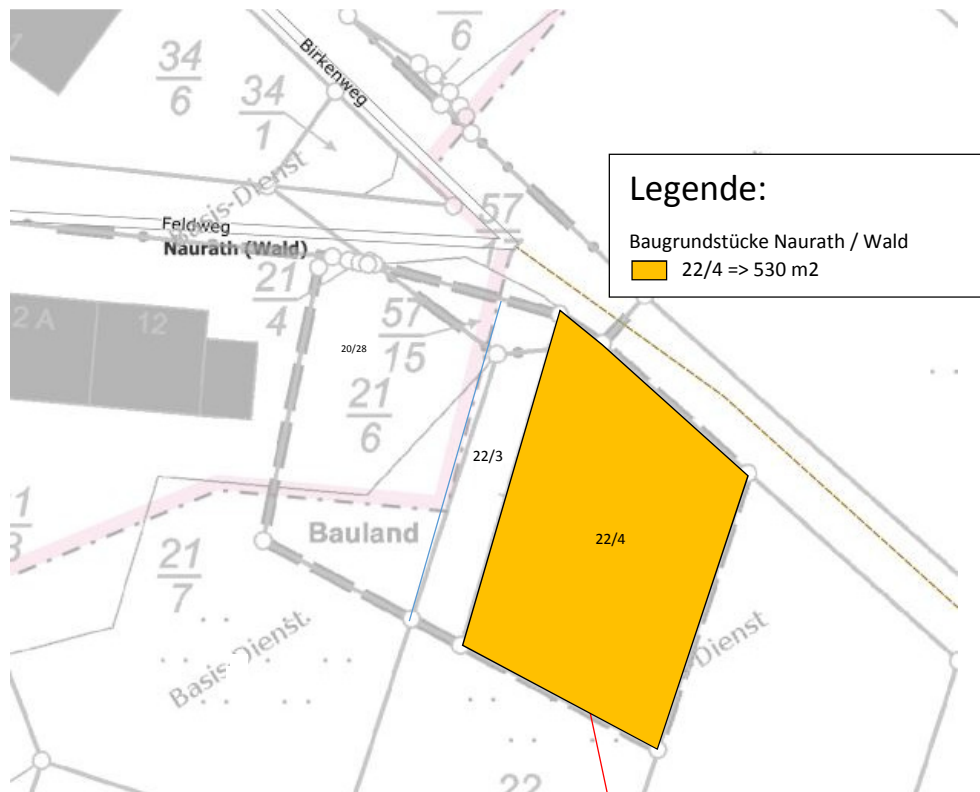 6
34
6
34
1
Birkenweg
Basis-Dienst
57
Legende:
Baugrundstücke Naurath / Wald
22/4 => 530 m2
Feldweg
Naurath (Wald)
21
4
57
15
2 A
12
20/28
21
6
22/3
22/4
Bauland
21
7
Basis-Dienst
Dienst
22